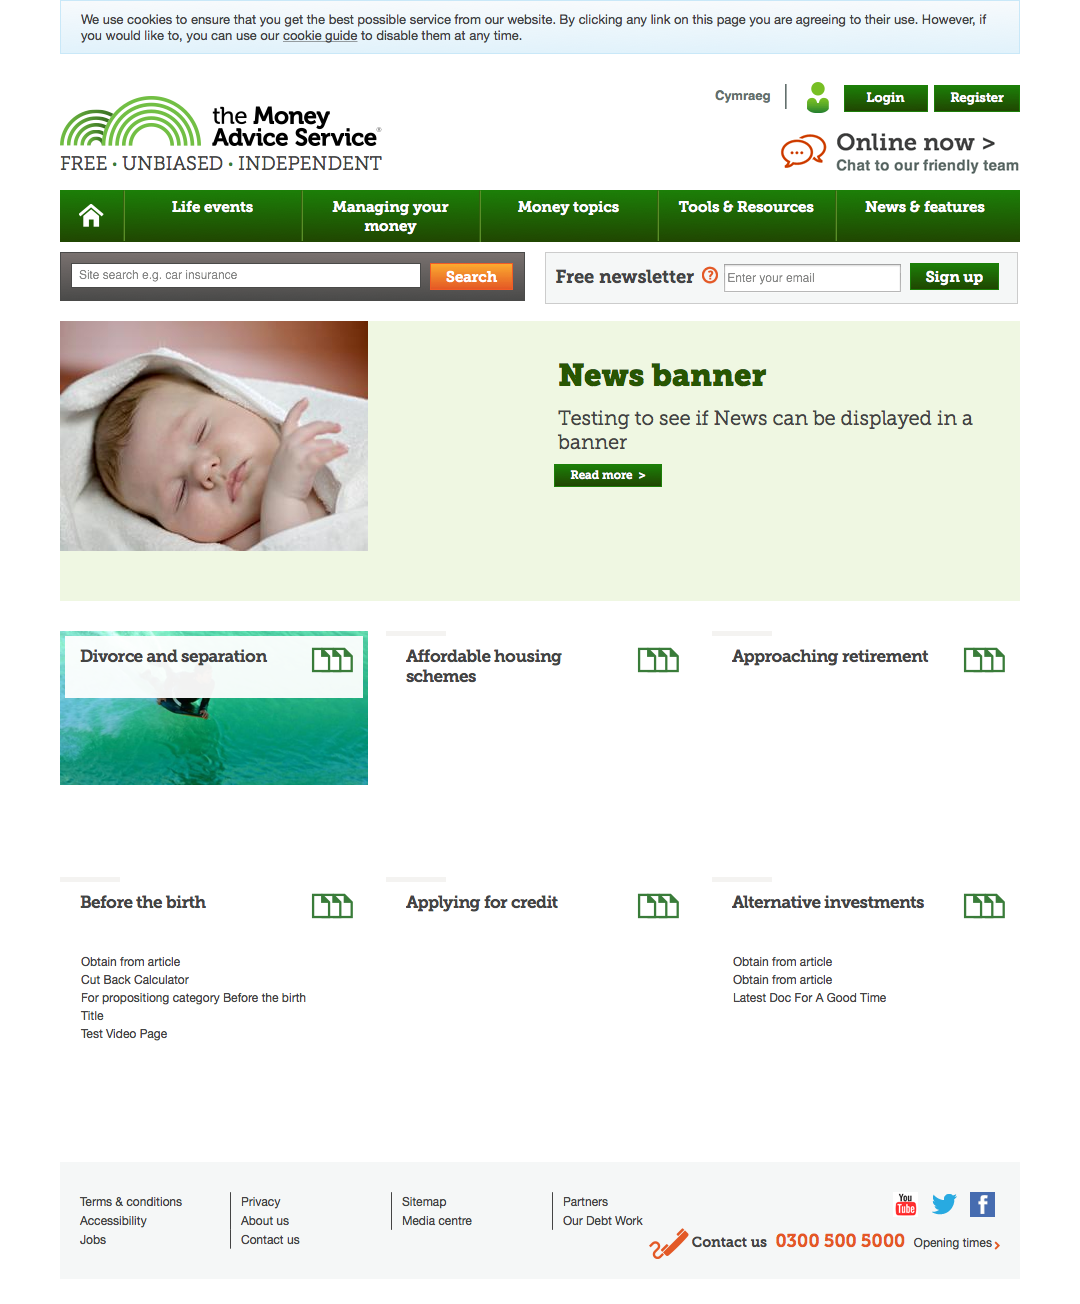 We use cookies to ensure that you get the best possible service from our website. By clicking any link on this page you are agreeing to their use. However, if
you would like to, you can use our cookie guide to disable them at any time.
Cymraeg
Login
Register
the Money
Advice Service®
FREE · UNBIASED · INDEPENDENT
Online now >
Chat to our friendly team
Life events
Managing your
money
Money topics
Tools & Resources
News & features
Site search e.g. car insurance
Search
Free newsletter ?
Enter your email
Sign up
News banner
Testing to see if News can be displayed in a
banner
Read more >
Divorce and separation
Affordable housing
schemes
Approaching retirement
Before the birth
Obtain from article
Cut Back Calculator
For propositiong category Before the birth
Title
Test Video Page
Applying for credit
Alternative investments
Obtain from article
Obtain from article
Latest Doc For A Good Time
Terms & conditions
Accessibility
Jobs
Privacy
About us
Contact us
Sitemap
Media centre
Partners
Our Debt Work
You
Tube
f
Contact us 0300 500 5000 Opening times >